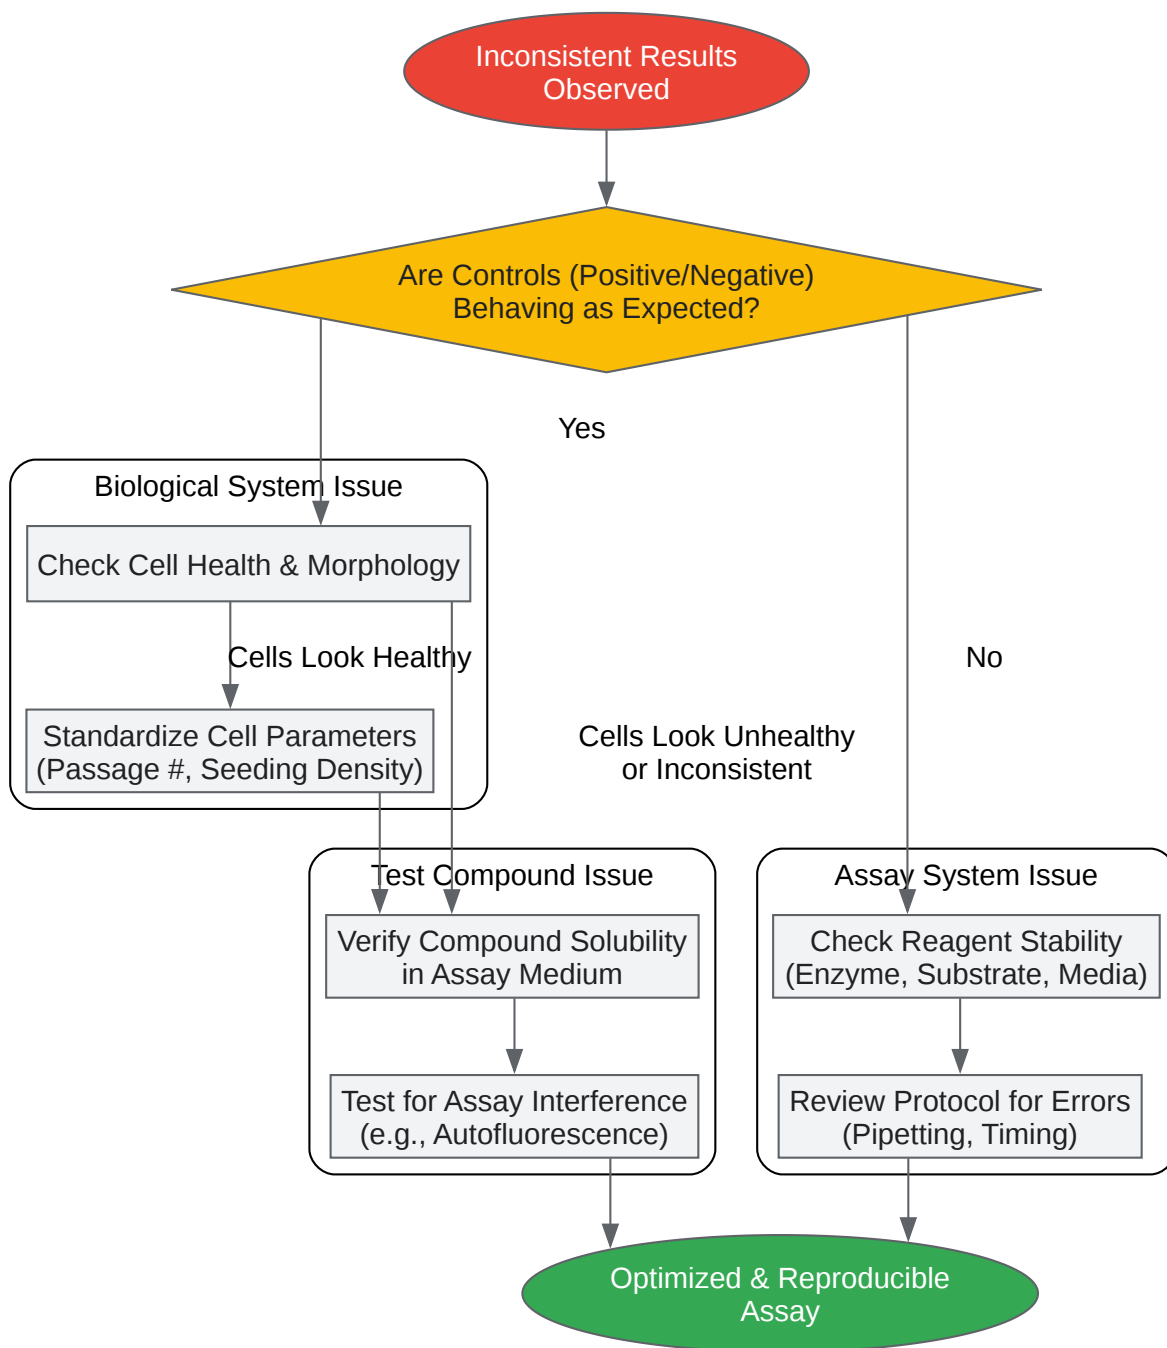 Inconsistent Results
Observed
Are Controls (Positive/Negative)
Behaving as Expected?
Yes
Biological System Issue
Check Cell Health & Morphology
Cells Look Healthy
No
Standardize Cell Parameters
(Passage #, Seeding Density)
Cells Look Unhealthy
or Inconsistent
Test Compound Issue
Verify Compound Solubility
in Assay Medium
Test for Assay Interference
(e.g., Autofluorescence)
Assay System Issue
Check Reagent Stability
(Enzyme, Substrate, Media)
Review Protocol for Errors
(Pipetting, Timing)
Optimized & Reproducible
Assay